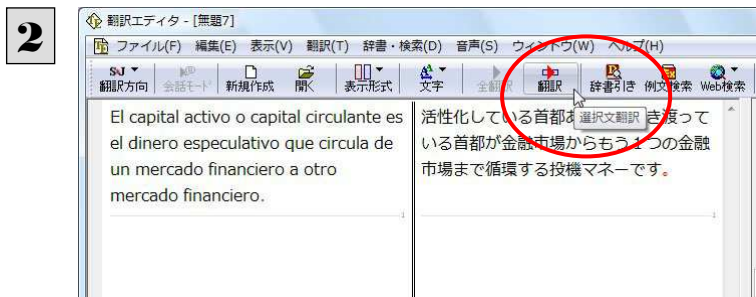 2
翻訳エディタ - [無題7]
ファイル(F) 編集(E) 表示(V) 翻訳(T) 辞書・検索(D) 音声(S) ウィンドウ(W) ヘルプ(H)
翻訳方向 会話モード 新規作成 開く 表示形式 文字 全翻訳 翻訳 辞書引き 例文検索 Web検索
選択文翻訳
El capital activo o capital circulante es
el dinero especulativo que circula de
un mercado financiero a otro
mercado financiero.
活性化している首都あ き渡って
いる首都が金融市場からもう1つの金融
市場まで循環する投機マネーです。